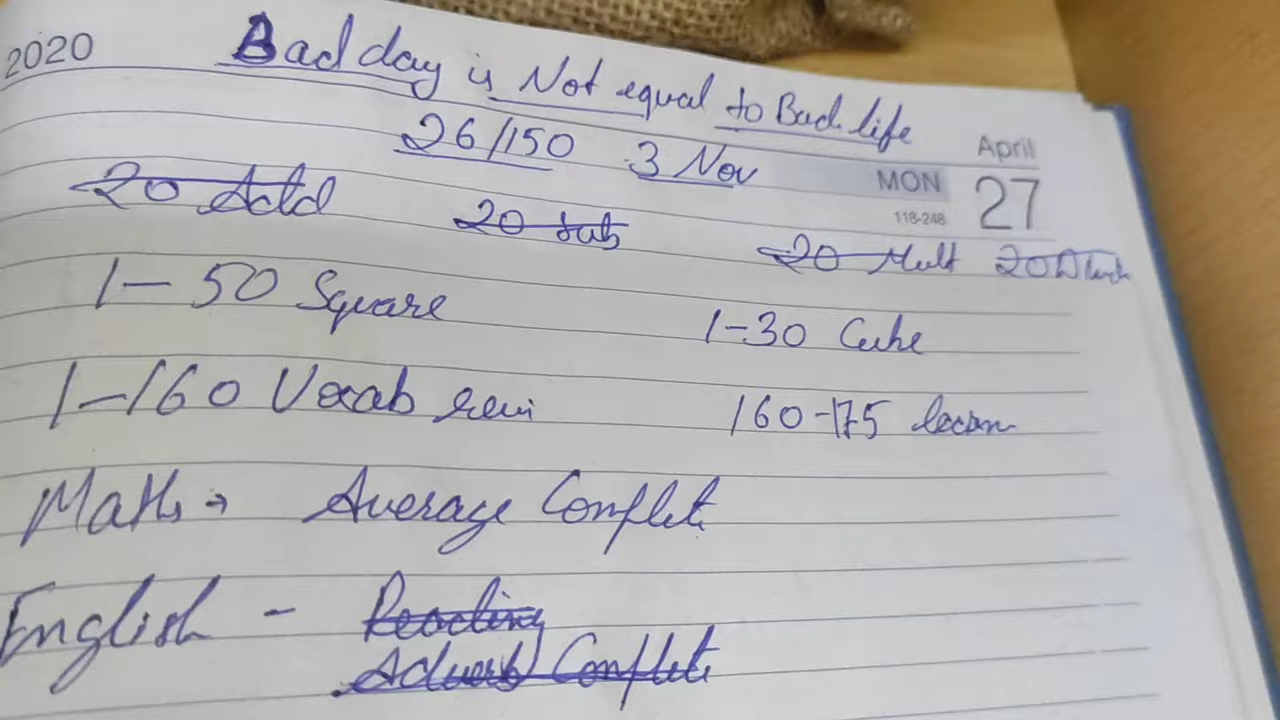 2020
Bad day is Not equal to Bad life
26/150 3 Nov
April
MON 27
118-248
20 Add 20 Sub 20 Mult 20
1-50 Square 1-30 Cube
1-160 Vocab revi 160-175 learn
Maths → Average Complete
English - Reading
Adverb Complete